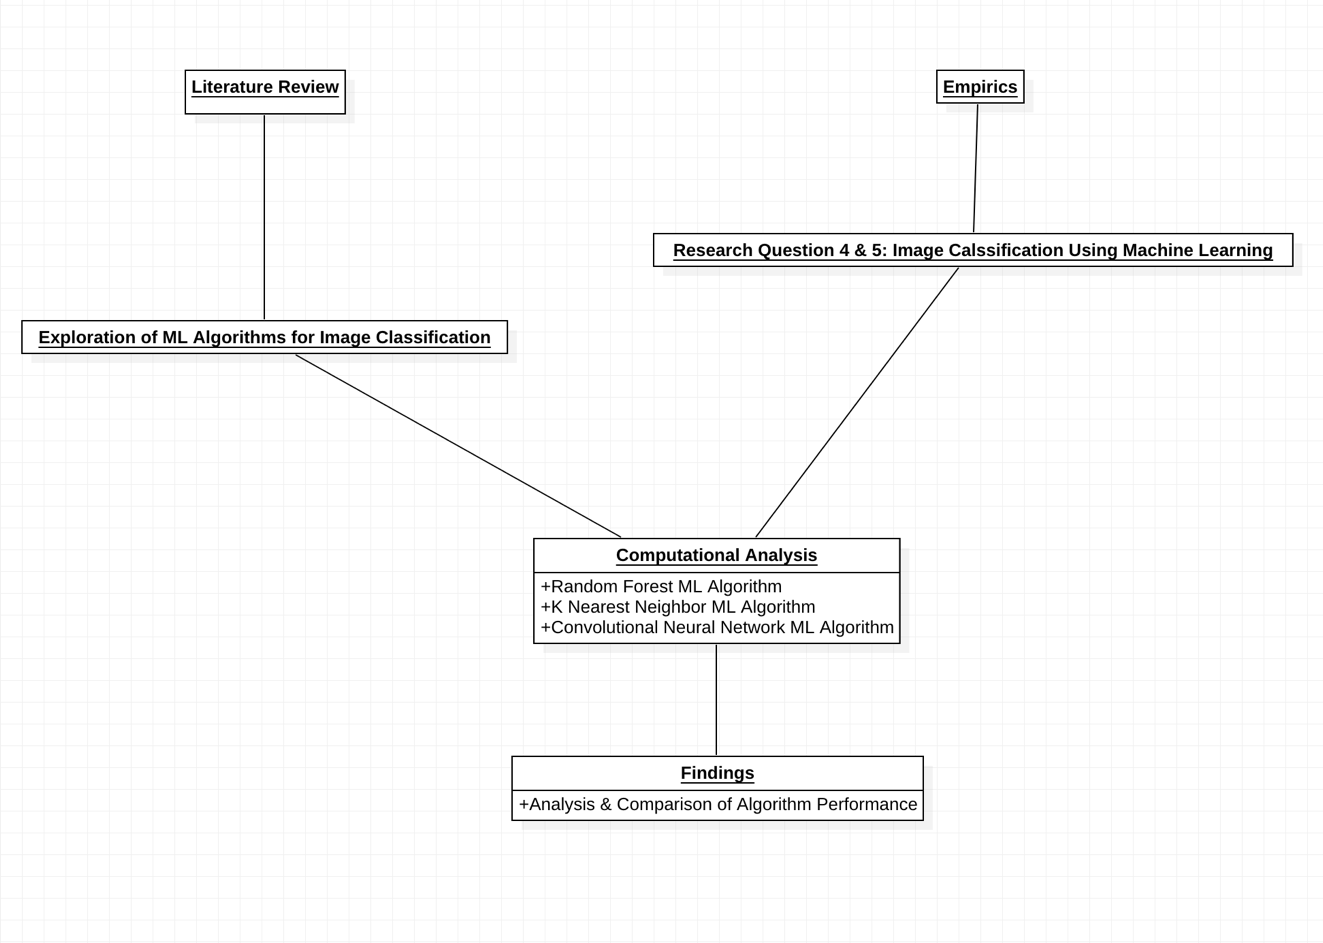 Literature Review
Empirics
Research Question 4 & 5: Image Calssification Using Machine Learning
Exploration of ML Algorithms for Image Classification
Computational Analysis
+Random Forest ML Algorithm
+K Nearest Neighbor ML Algorithm
+Convolutional Neural Network ML Algorithm
Findings
+Analysis & Comparison of Algorithm Performance